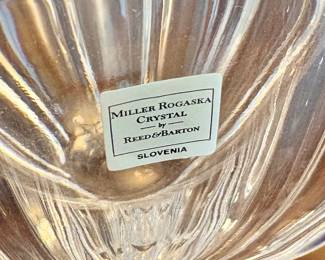 MILLER ROGASKA
CRYSTAL
by
REED & BARTON
SLOVENIA